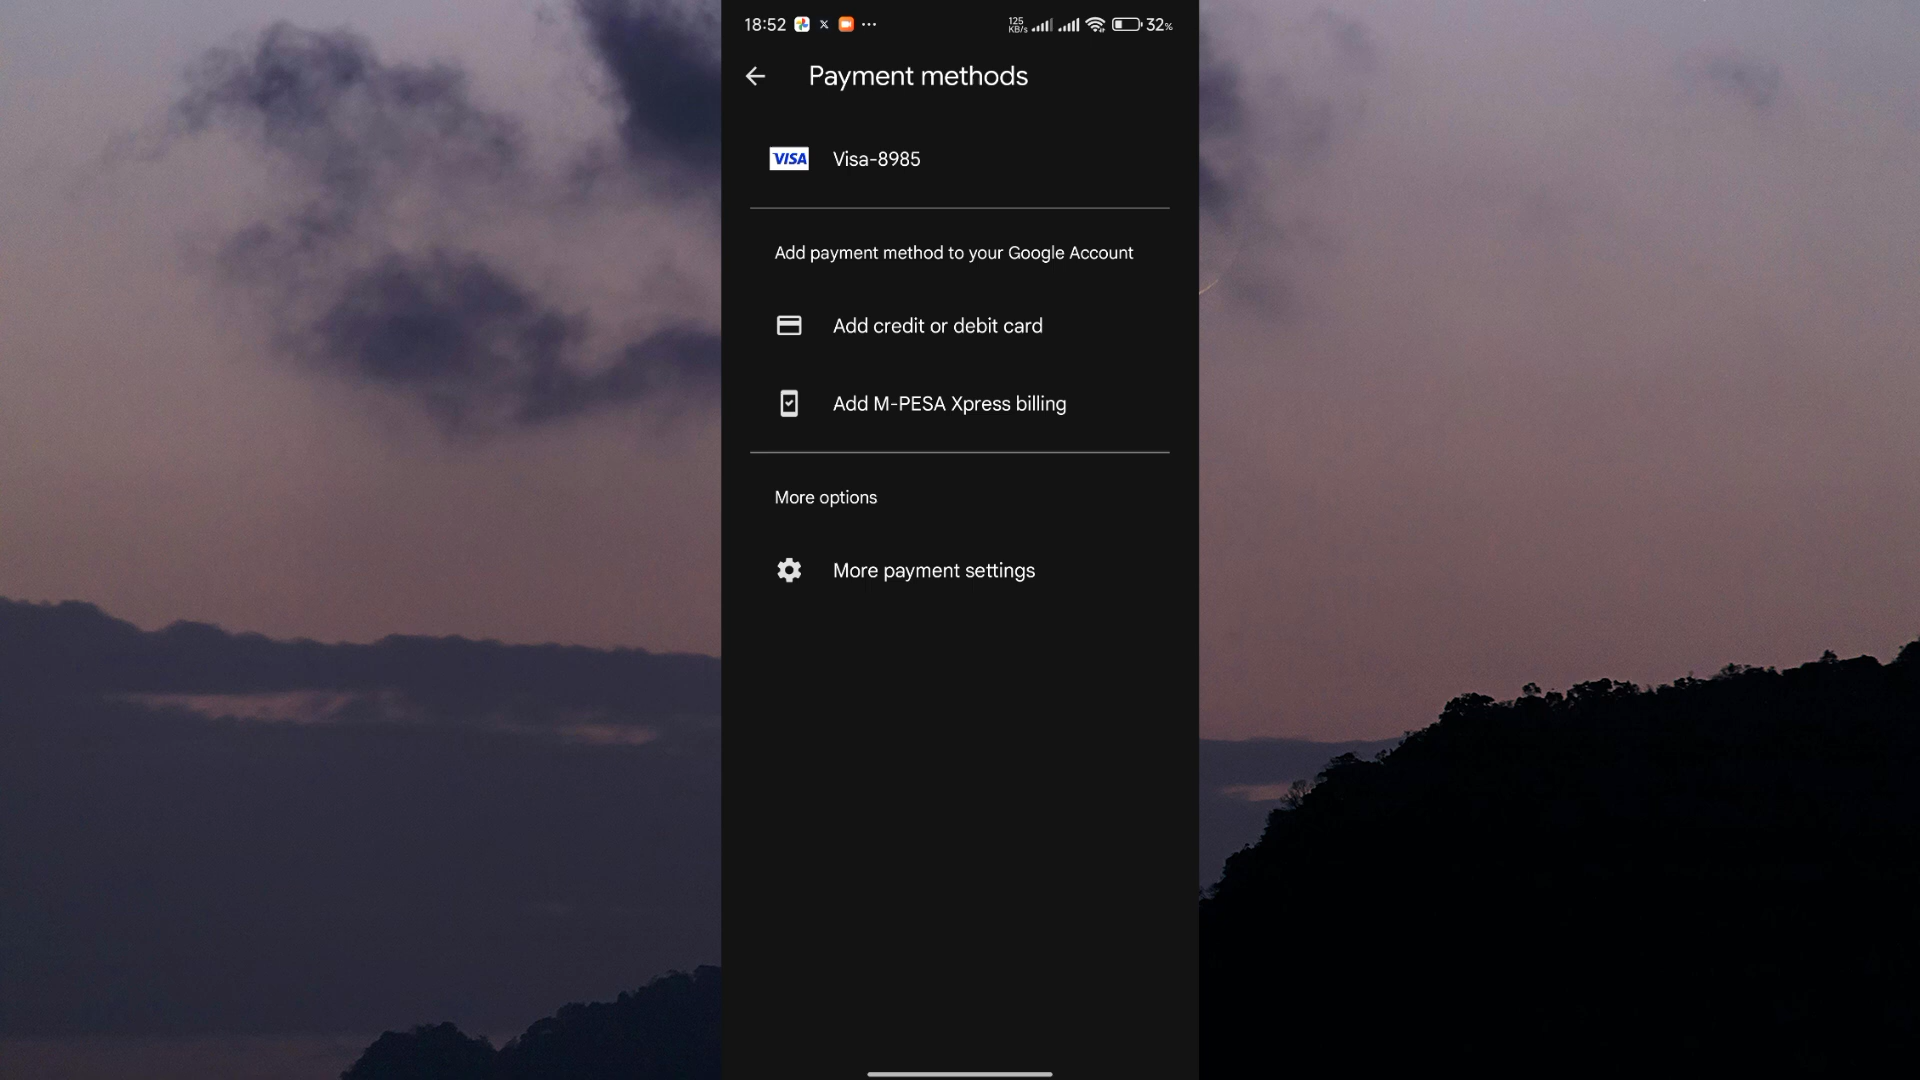 18:52 125 KB/s 32%
Payment methods
VISA Visa-8985
Add payment method to your Google Account
Add credit or debit card
Add M-PESA Xpress billing
More options
More payment settings